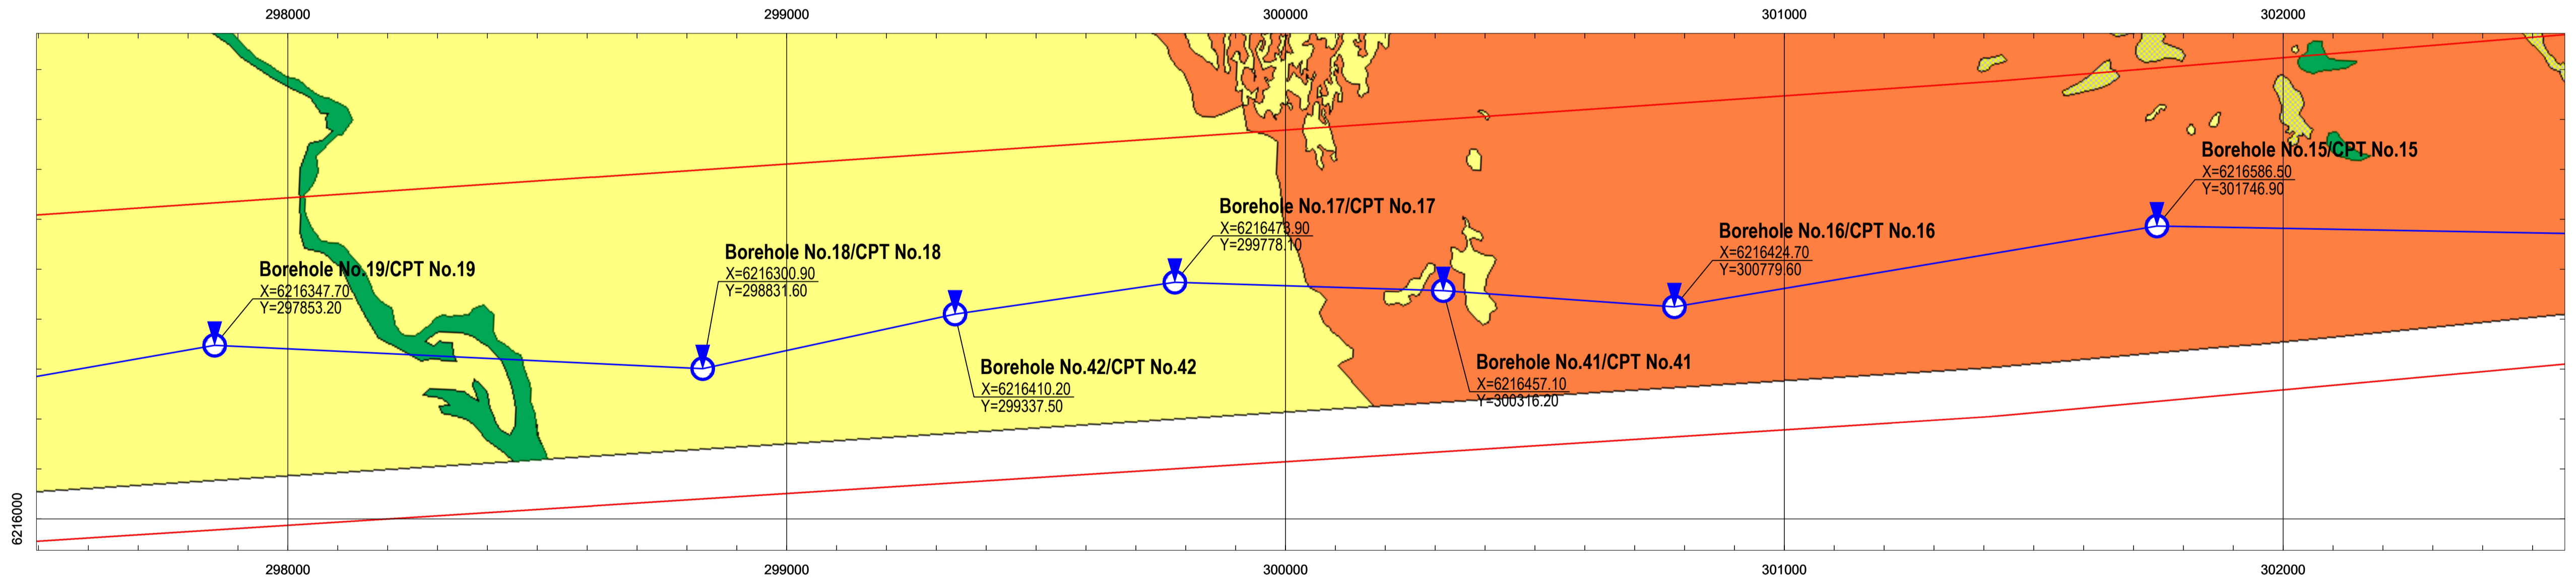 298000
299000
300000
301000
302000
Borehole No.15/CPT No.15
X=6216586.50
Y=301746.90
Borehole No.17/CPT No.17
X=6216473.90
Y=299778.10
Borehole No.16/CPT No.16
X=6216424.70
Y=300779.60
Borehole No.18/CPT No.18
X=6216300.90
Y=298831.60
Borehole No.19/CPT No.19
X=6216347.70
Y=297853.20
Borehole No.42/CPT No.42
X=6216410.20
Y=299337.50
Borehole No.41/CPT No.41
X=6216457.10
Y=300316.20
6216000
298000
299000
300000
301000
302000